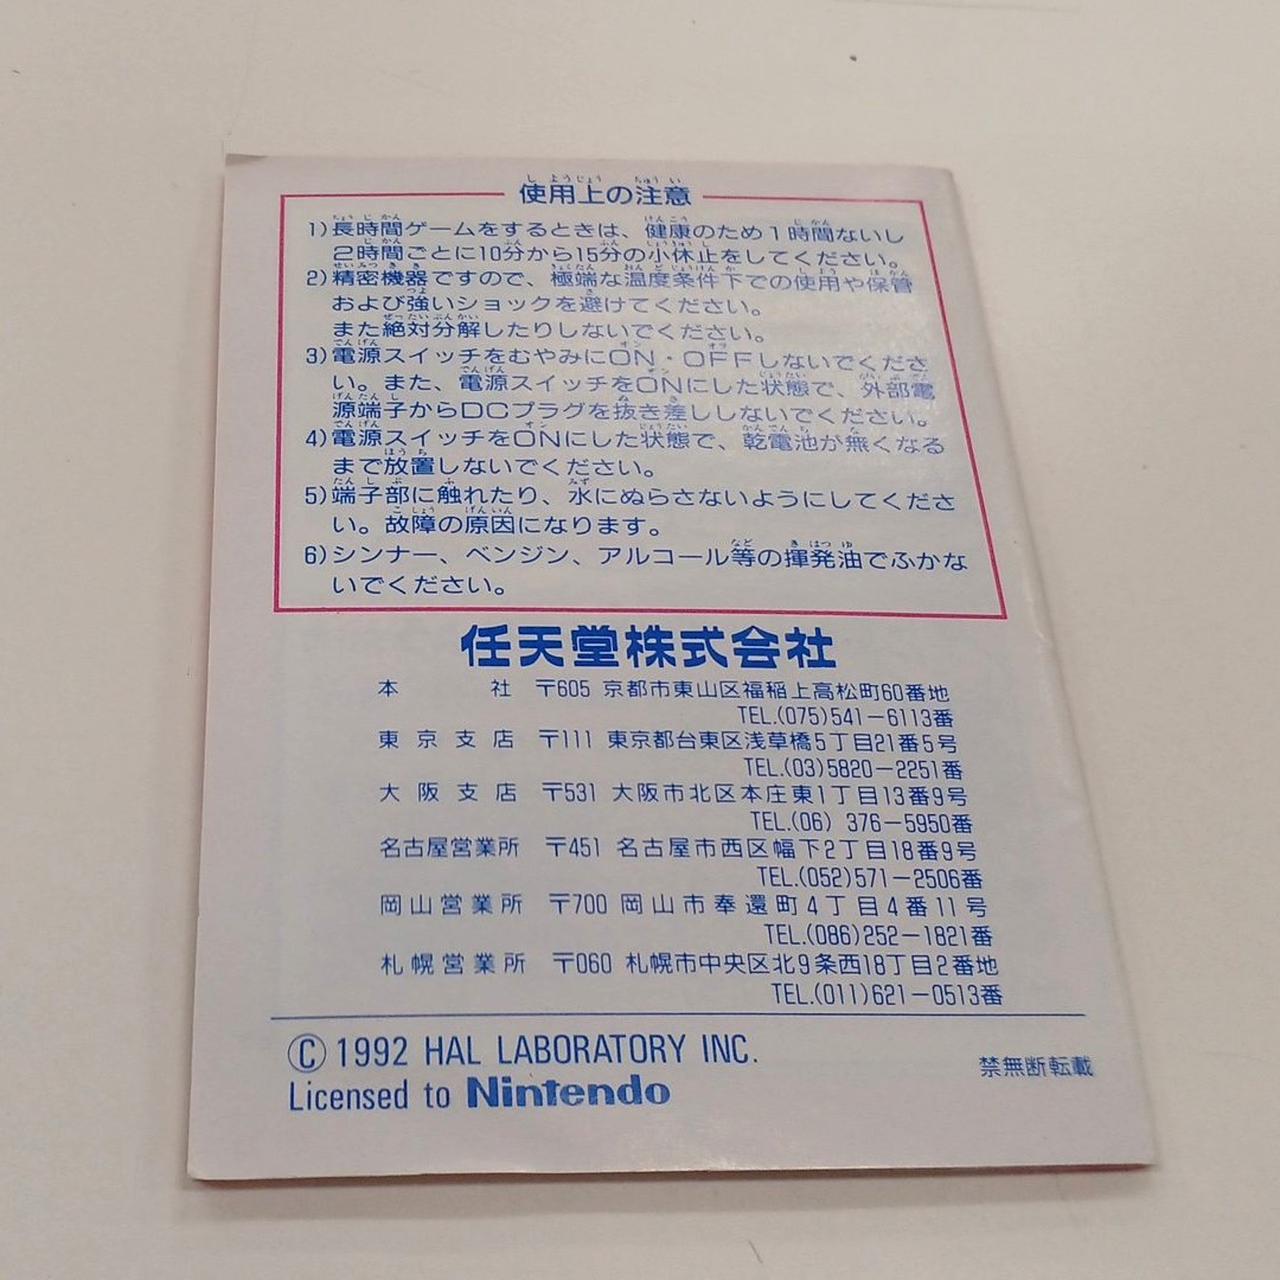 使用上の注意
1)長時間ゲームをするときは、健康のため1時間ないし
2時間ごとに10分から15分の小休止をしてください。
2)精密機器ですので、極端な温度条件下での使用や保管
および強いショックを避けてください。
また絶対分解したりしないでください。
3)電源スイッチをむやみにON・OFFしないでくださ
い。また、電源スイッチをONにした状態で、外部電
源端子からDCプラグを抜き差ししないでください。
4)電源スイッチをONにした状態で、乾電池が無くなる
まで放置しないでください。
5)端子部に触れたり、水にぬらさないようにしてくださ
い。故障の原因になります。
6)シンナー、ベンジン、アルコール等の揮発油でふかな
いでください。
任天堂株式会社
本社 〒605 京都市東山区福稲上高松町60番地
TEL.(075)541-6113番
東京支店 〒111 東京都台東区浅草橋5丁目21番5号
TEL.(03)5820-2251番
大阪支店 〒531 大阪市北区本庄東1丁目13番9号
TEL.(06) 376-5950番
名古屋営業所 〒451 名古屋市西区幅下2丁目18番9号
TEL.(052)571-2506番
岡山営業所 〒700 岡山市奉還町4丁目4番11号
TEL.(086)252-1821番
札幌営業所 〒060 札幌市中央区北9条西18丁目2番地
TEL.(011)621-0513番
Ⓒ1992 HAL LABORATORY INC.
Licensed to Nintendo
禁無断転載